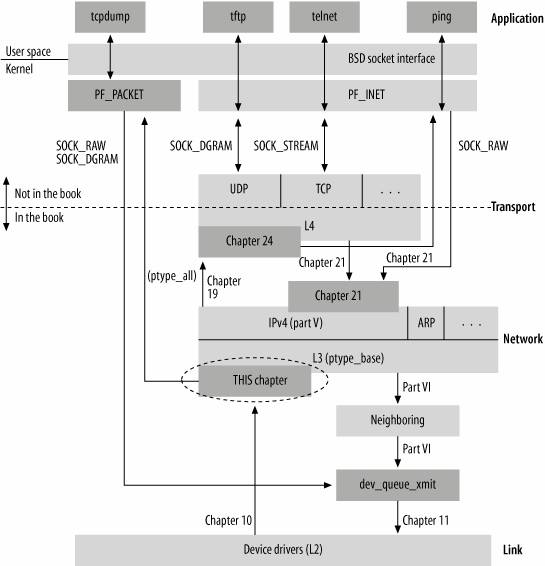 tcpdump
tftp
telnet
ping
Application
User space
Kernel
BSD socket interface
PF_PACKET
PF_INET
SOCK_RAW
SOCK_DGRAM
SOCK_DGRAM
SOCK_STREAM
SOCK_RAW
Not in the book
In the book
UDP
TCP
. . .
Transport
L4
Chapter 24
Chapter 21
Chapter 21
(ptype_all)
Chapter
19
Chapter 21
IPv4 (part V)
ARP
. . .
Network
L3 (ptype_base)
THIS chapter
Part VI
Neighboring
Part VI
dev_queue_xmit
Chapter 10
Chapter 11
Device drivers (L2)
Link